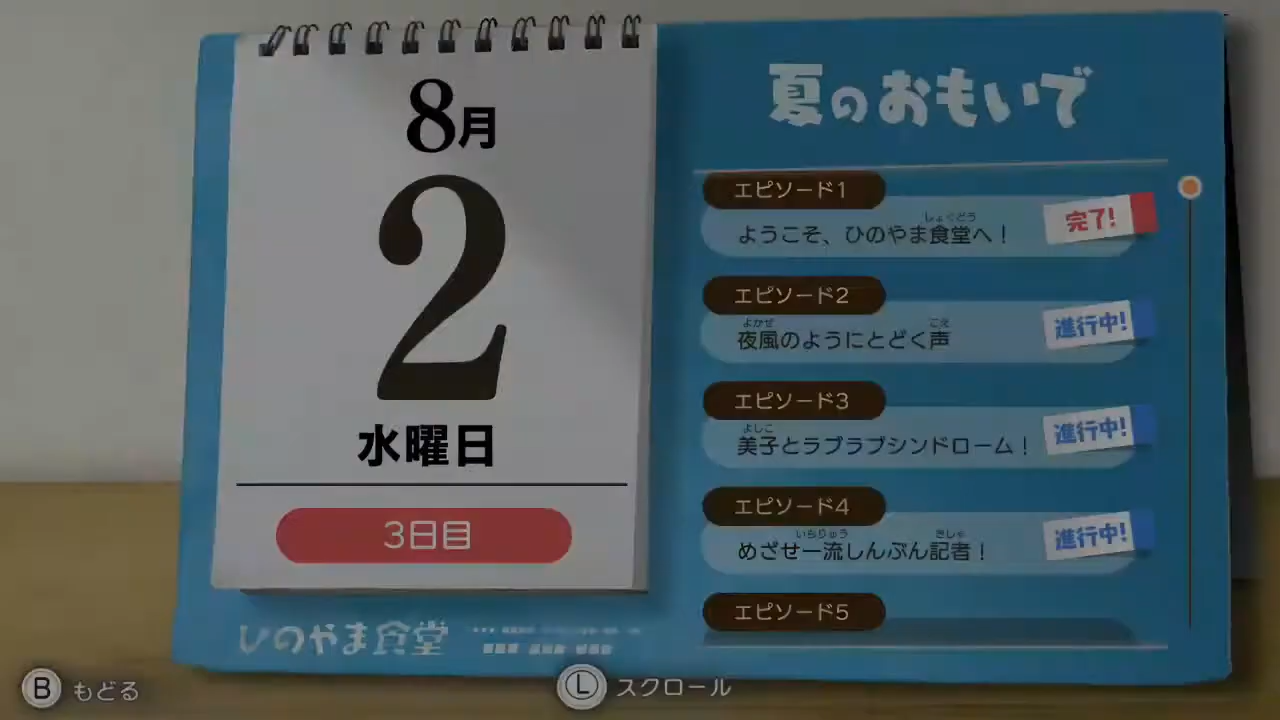 8月
2
水曜日
3日目
ひのやま食堂
夏のおもいで
エピソード1
しょくどう
ようこそ、ひのやま食堂へ！
完了!
エピソード2
よかぜ こえ
夜風のようにとどく声
進行中!
エピソード3
よしこ
美子とラブラブシンドローム！
進行中!
エピソード4
いちりゅう きしゃ
めざせ一流しんぶん記者！
進行中!
エピソード5
B もどる
L スクロール